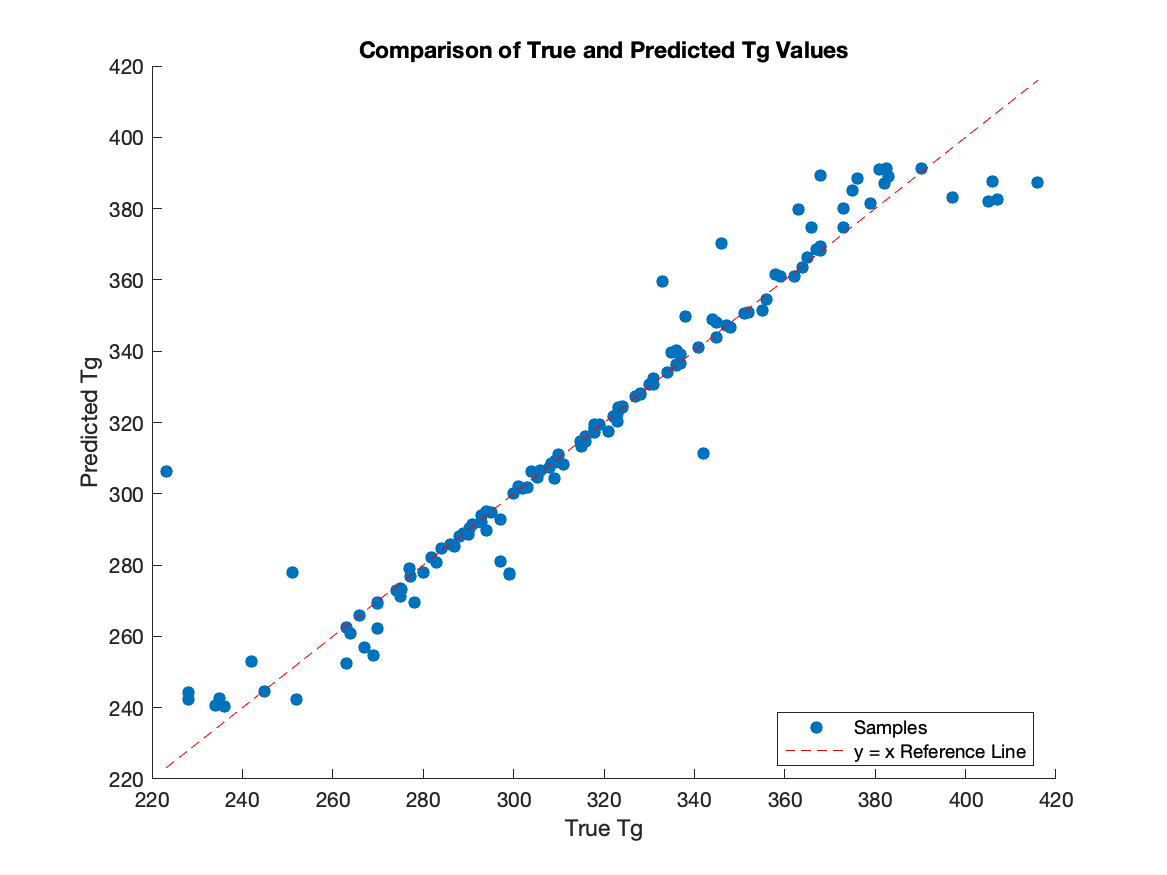 Comparison of True and Predicted Tg Values
420
400
380
360
340
320
300
280
260
240
220
Predicted Tg
Samples
y = x Reference Line
220 240 260 280 300 320 340 360 380 400 420
True Tg